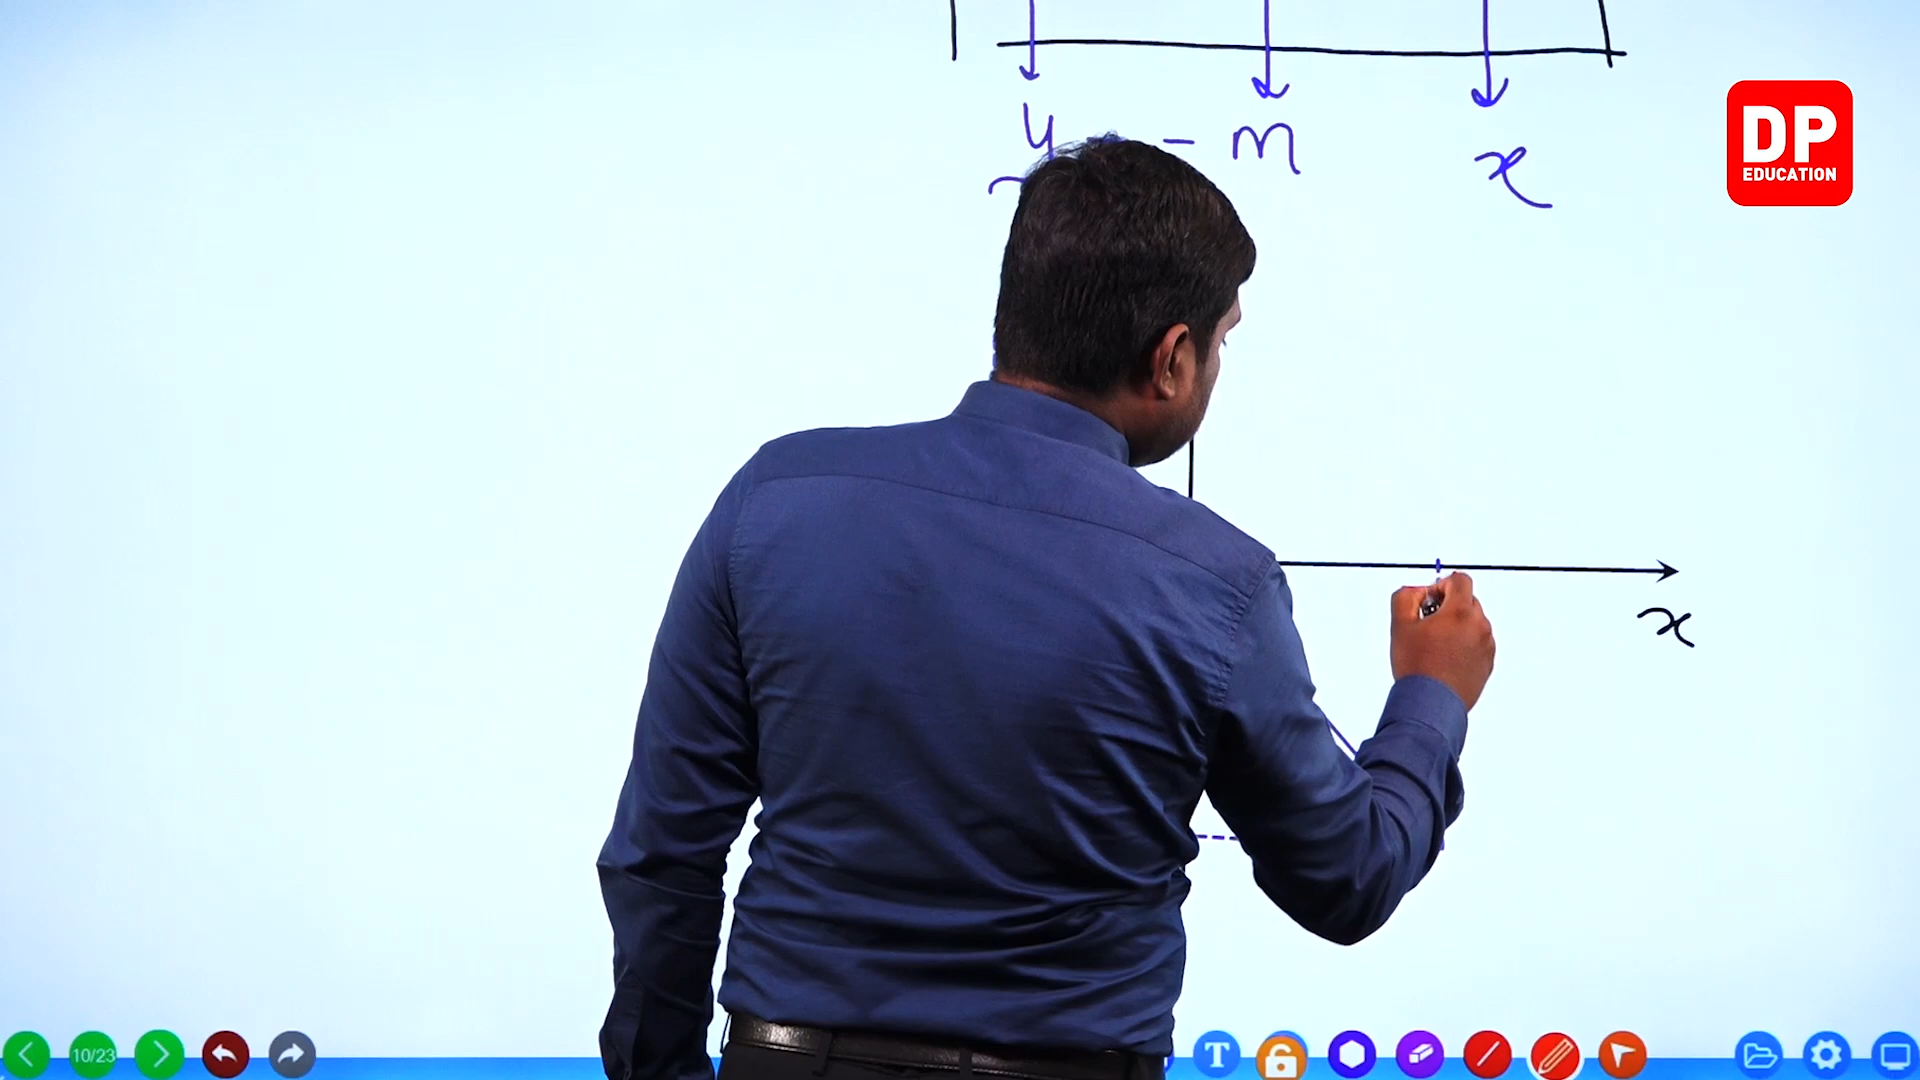 y = - m x
DP
EDUCATION
x
10/23
T